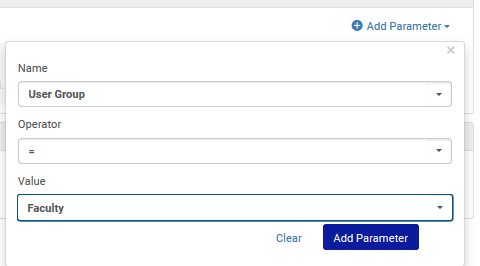 Add Parameter
×
Name
User Group
Operator
=
Value
Faculty
Clear Add Parameter